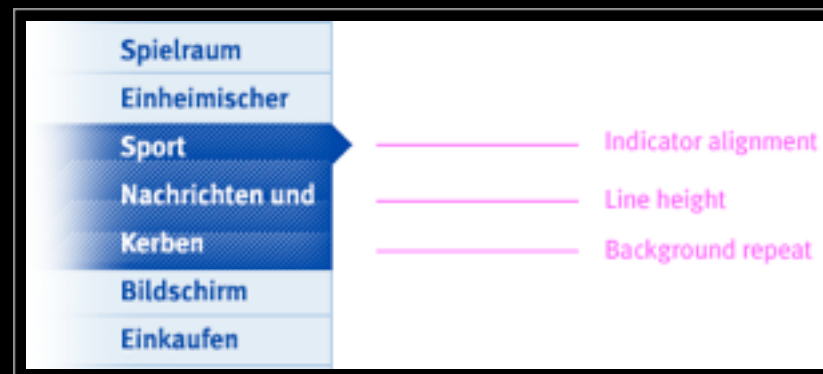 Spielraum
Einheimischer
Sport
Nachrichten und
Kerben
Bildschirm
Einkaufen
Indicator alignment
Line height
Background repeat